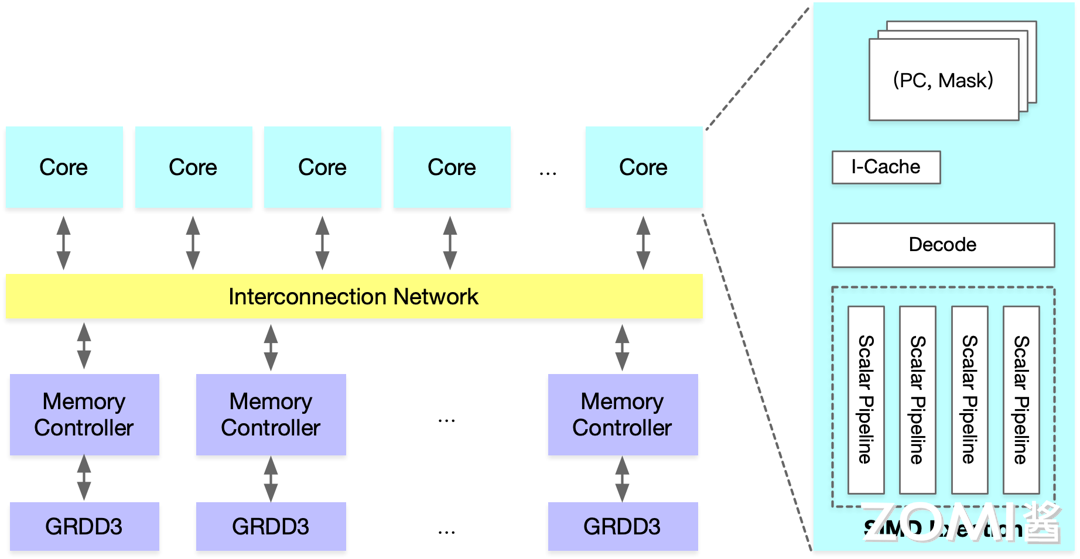 (PC, Mask)
Core
Core
Core
Core
...
Core
I-Cache
Decode
Interconnection Network
Scalar Pipeline
Scalar Pipeline
Scalar Pipeline
Scalar Pipeline
Memory
Controller
Memory
Controller
...
Memory
Controller
GRDD3
GRDD3
...
GRDD3
SIMD Exection
ZOMI酱